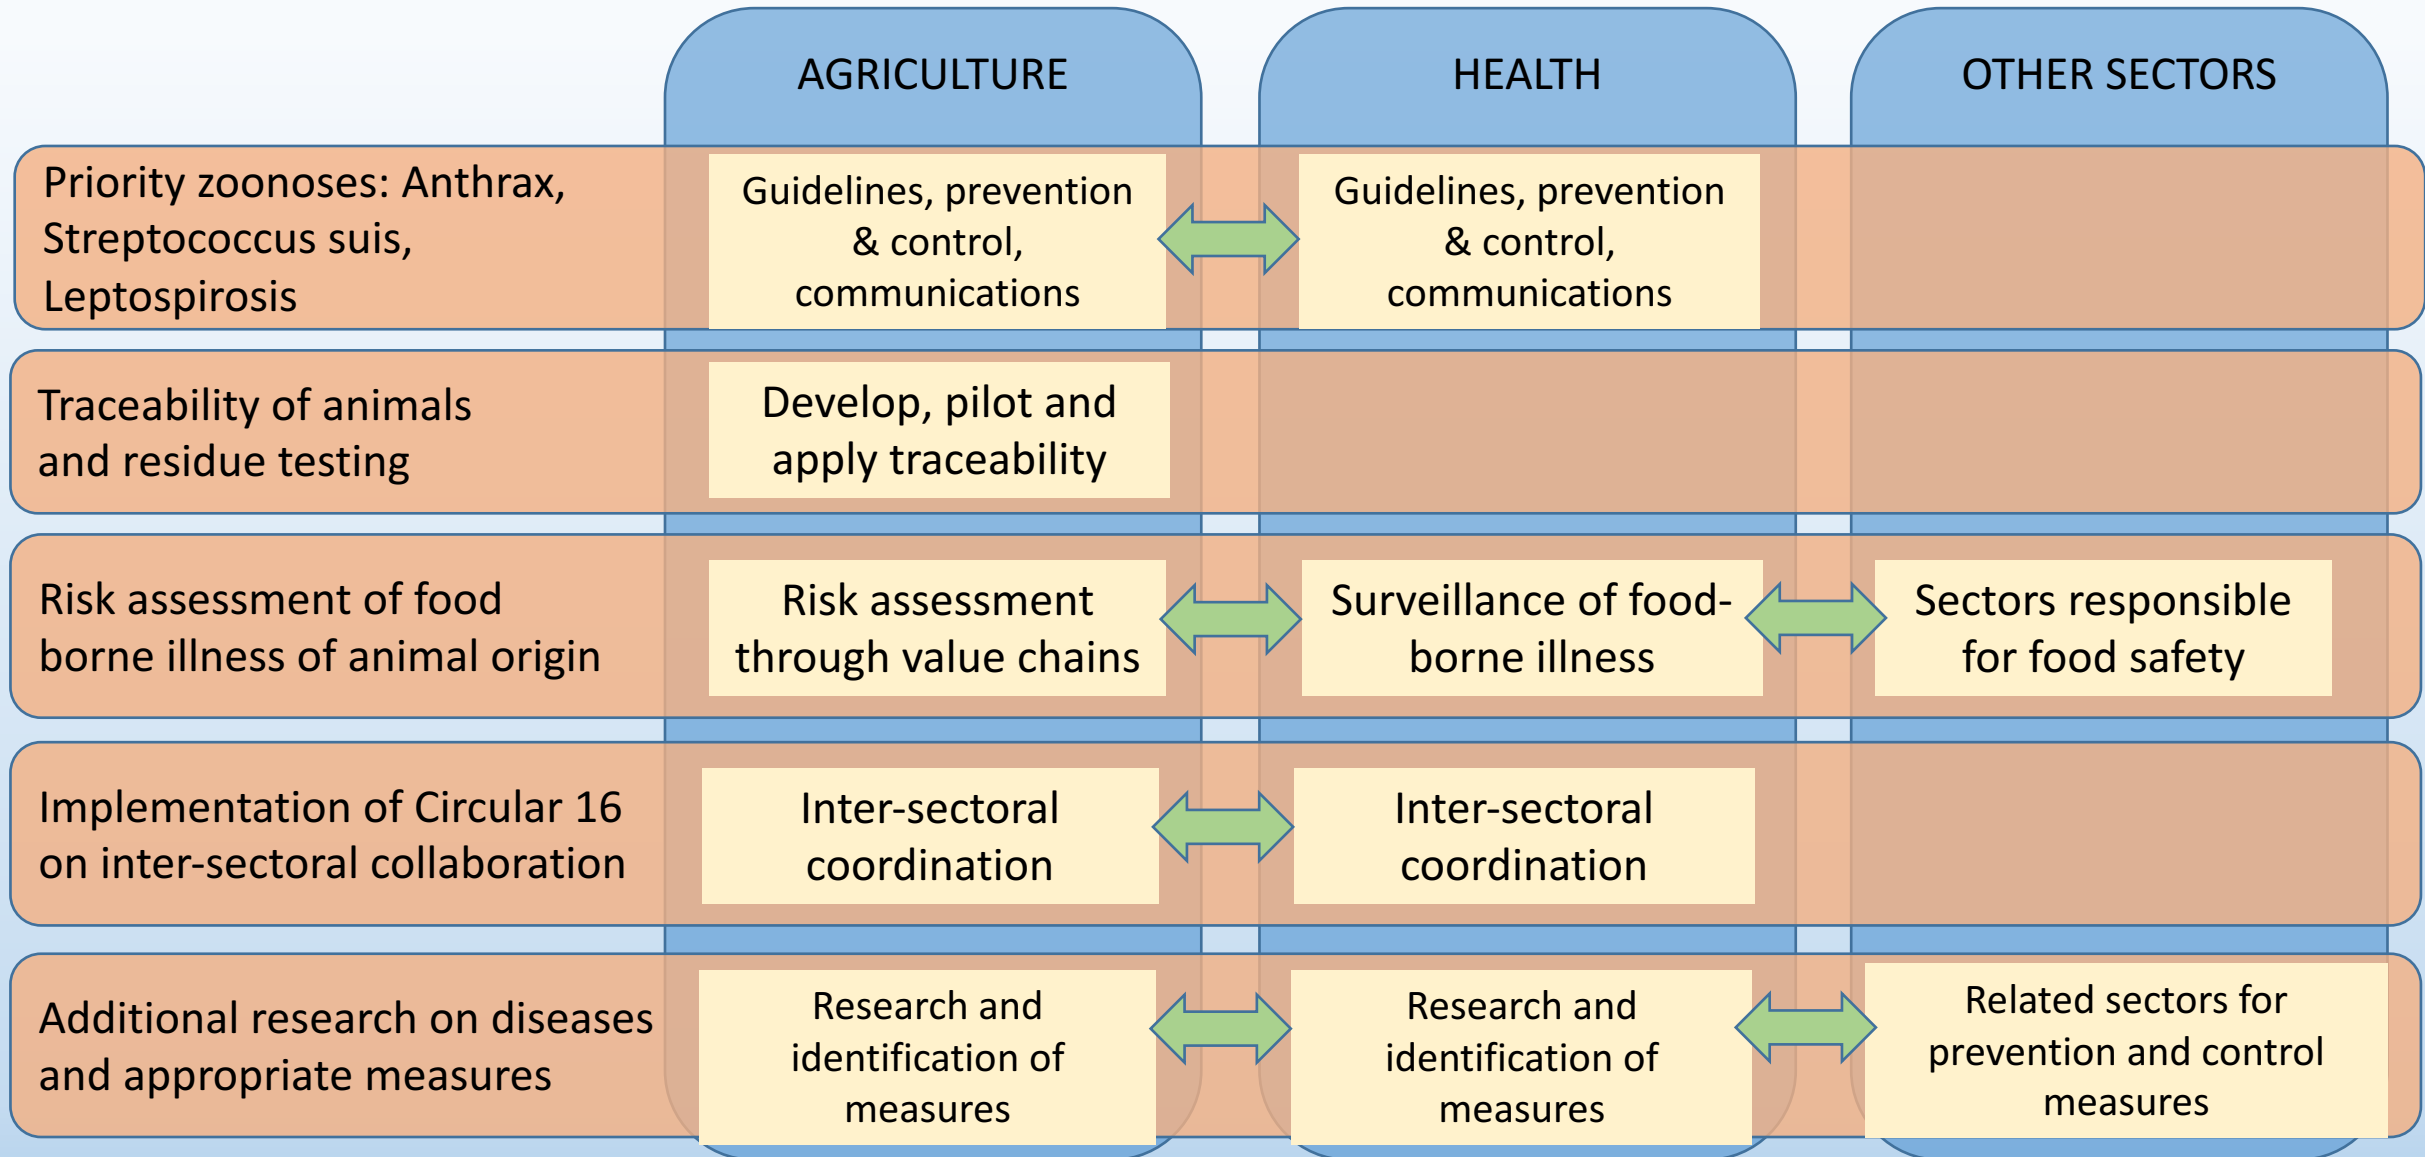 AGRICULTURE
HEALTH
OTHER SECTORS
Priority zoonoses: Anthrax,
Streptococcus suis,
Leptospirosis
Guidelines, prevention
& control,
communications
Guidelines, prevention
& control,
communications
Traceability of animals
and residue testing
Develop, pilot and
apply traceability
Risk assessment of food
borne illness of animal origin
Risk assessment
through value chains
Surveillance of food-
borne illness
Sectors responsible
for food safety
Implementation of Circular 16
on inter-sectoral collaboration
Inter-sectoral
coordination
Inter-sectoral
coordination
Additional research on diseases
and appropriate measures
Research and
identification of
measures
Research and
identification of
measures
Related sectors for
prevention and control
measures